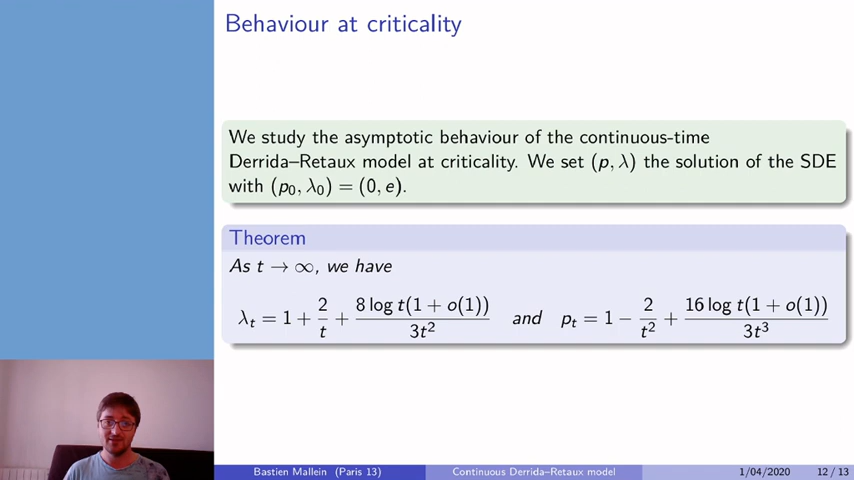 Behaviour at criticality
We study the asymptotic behaviour of the continuous-time
Derrida–Retaux model at criticality. We set (p, λ) the solution of the SDE
with (p₀, λ₀) = (0, e).
Theorem
As t → ∞, we have
λ_t = 1 + 2/t + 8 log t(1 + o(1))/3t² and p_t = 1 − 2/t² + 16 log t(1 + o(1))/3t³
Bastien Mallein (Paris 13) Continuous Derrida–Retaux model 1/04/2020 12 / 13